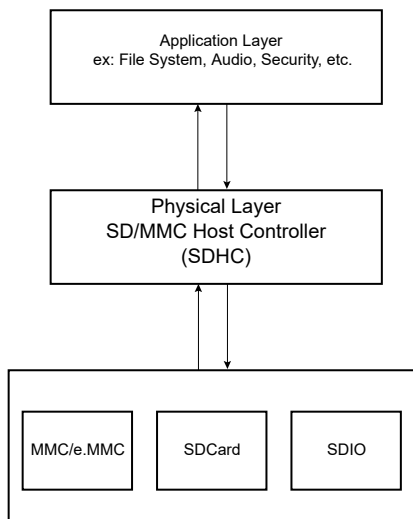 Application Layer
ex: File System, Audio, Security, etc.
Physical Layer
SD/MMC Host Controller
(SDHC)
MMC/e.MMC
SDCard
SDIO